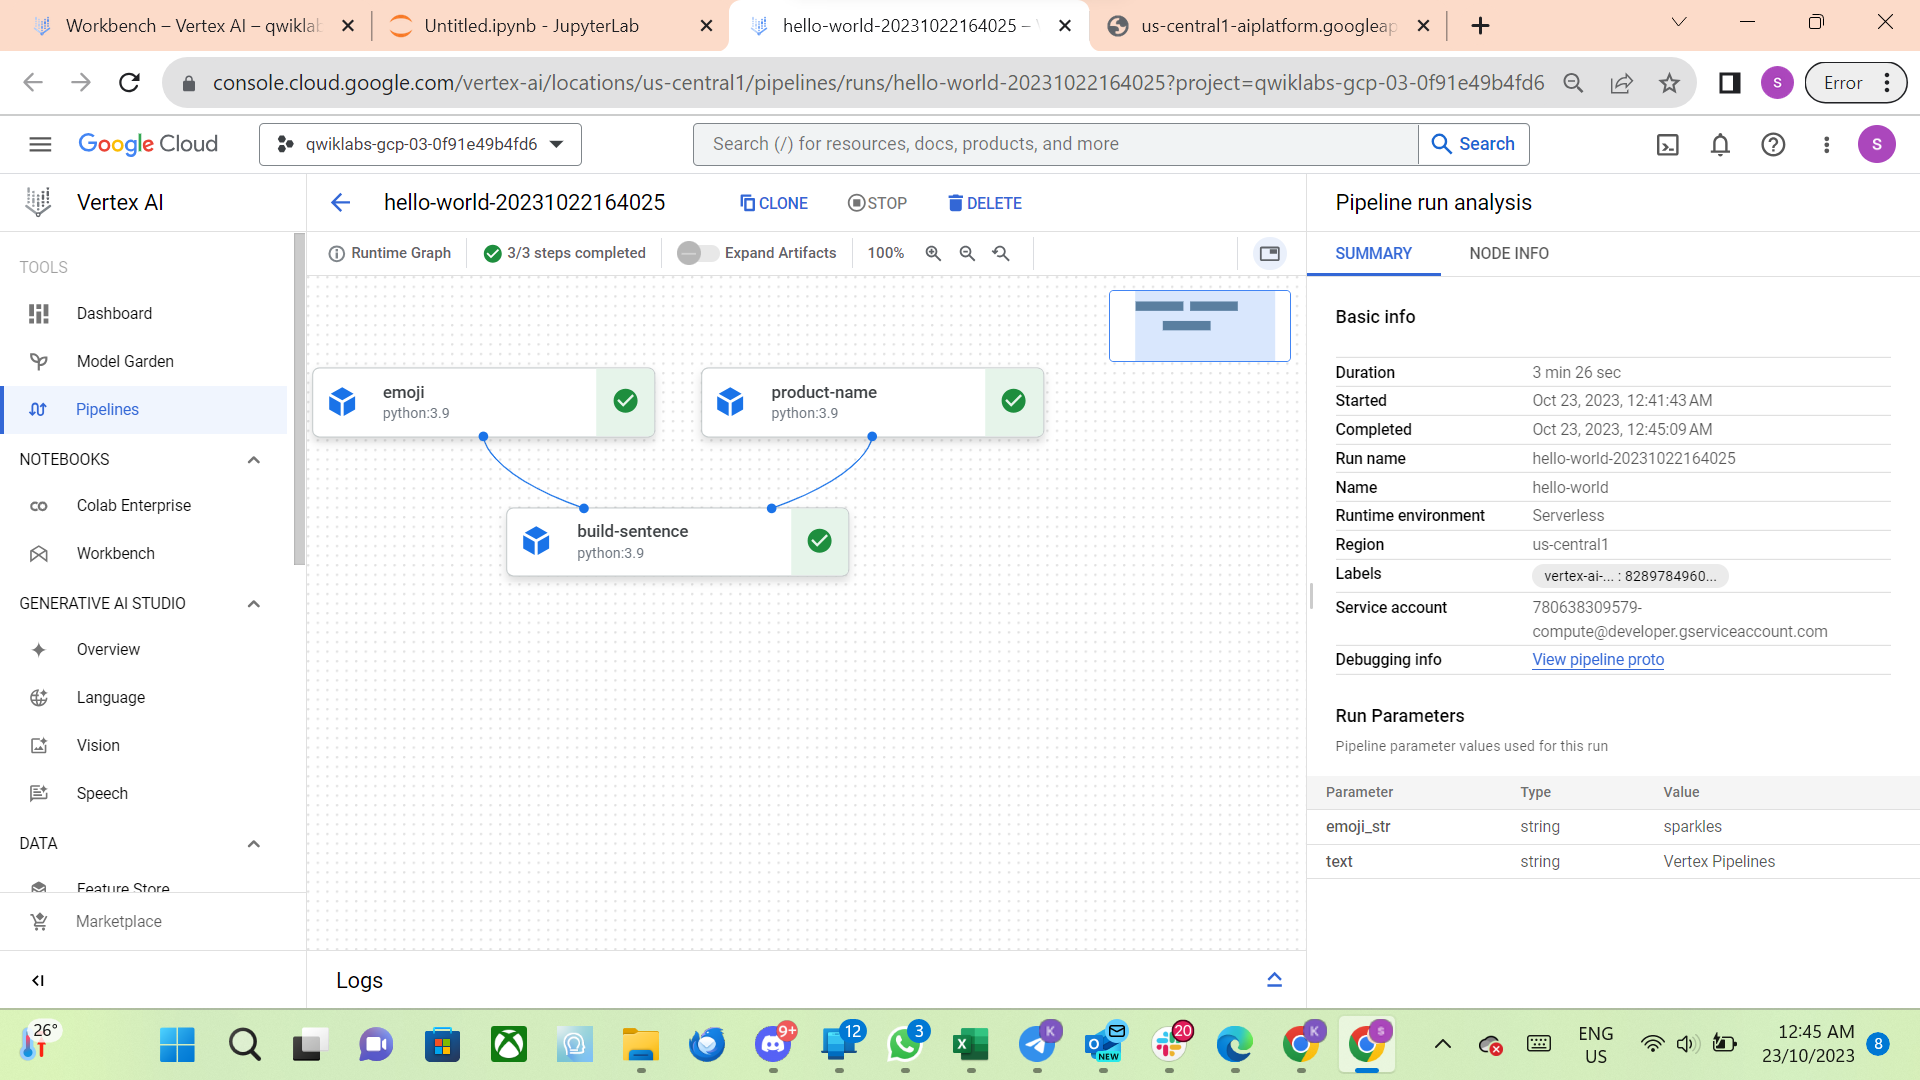 Workbench – Vertex AI – qwiklab
Untitled.ipynb - JupyterLab
hello-world-20231022164025 –
us-central1-aiplatform.googleap
console.cloud.google.com/vertex-ai/locations/us-central1/pipelines/runs/hello-world-20231022164025?project=qwiklabs-gcp-03-0f91e49b4fd6
S
Error
Google Cloud
qwiklabs-gcp-03-0f91e49b4fd6
Search (/) for resources, docs, products, and more
Search
S
Vertex AI
TOOLS
Dashboard
Model Garden
Pipelines
NOTEBOOKS
Colab Enterprise
Workbench
GENERATIVE AI STUDIO
Overview
Language
Vision
Speech
DATA
Feature Store
Marketplace
hello-world-20231022164025
CLONE
STOP
DELETE
Runtime Graph
3/3 steps completed
Expand Artifacts
100%
emoji
python:3.9
product-name
python:3.9
build-sentence
python:3.9
Logs
Pipeline run analysis
SUMMARY
NODE INFO
Basic info
Duration 3 min 26 sec
Started Oct 23, 2023, 12:41:43 AM
Completed Oct 23, 2023, 12:45:09 AM
Run name hello-world-20231022164025
Name hello-world
Runtime environment Serverless
Region us-central1
Labels vertex-ai-... : 8289784960...
Service account 780638309579-
compute@developer.gserviceaccount.com
Debugging info View pipeline proto
Run Parameters
Pipeline parameter values used for this run
Parameter Type Value
emoji_str string sparkles
text string Vertex Pipelines
26°
9+
12
3
K
NEW
20
K
S
ENG
US
12:45 AM
23/10/2023
8